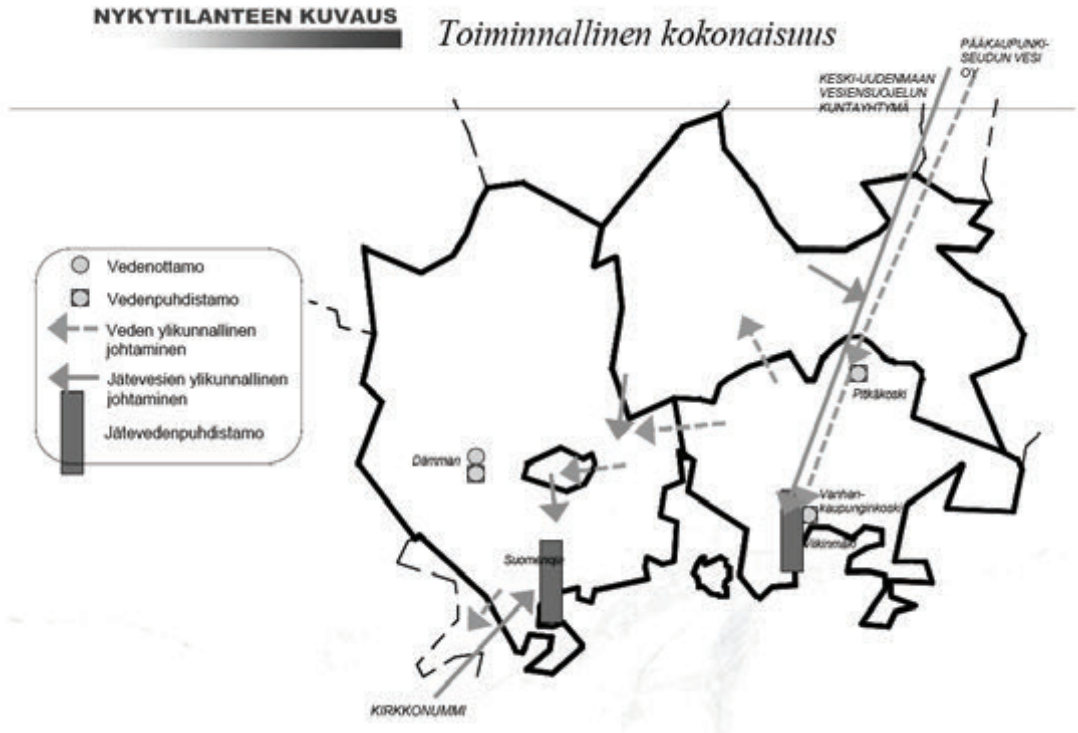 NYKYTILANTEEN KUVAUS
Toiminnallinen kokonaisuus
PÄÄKAUPUNKI-
SEUDUN VESI
OY
KESKI-UUDENMAAN
VESIENSUOJELUN
KUNTAYHTYMÄ
Vedenottamo
Vedenpuhdistamo
Veden ylikunnallinen
johtaminen
Jätevesien ylikunnallinen
johtaminen
Jätevedenpuhdistamo
Pitkäkoski
Dämman
Vanhan-
kaupunginkoski
Viikinmäki
KIRKKONUMMI